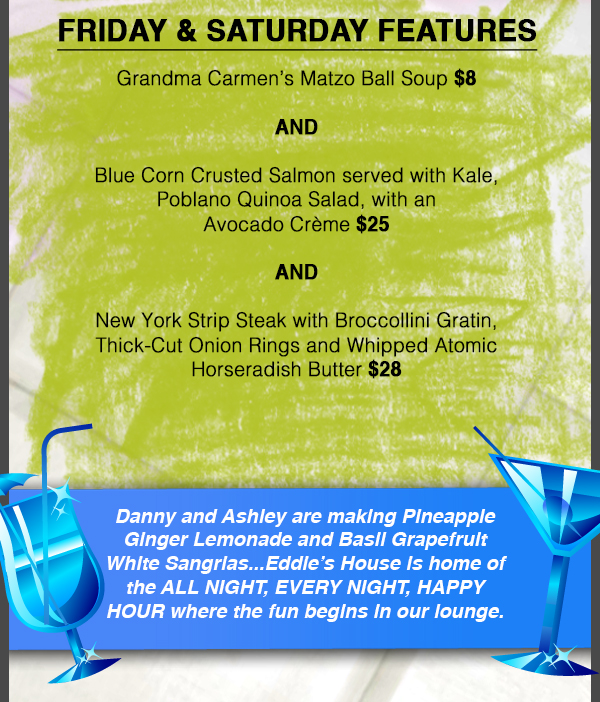 FRIDAY & SATURDAY FEATURES
Grandma Carmen's Matzo Ball Soup $8
AND
Blue Corn Crusted Salmon served with Kale,
Poblano Quinoa Salad, with an
Avocado Crème $25
AND
New York Strip Steak with Broccollini Gratin,
Thick-Cut Onion Rings and Whipped Atomic
Horseradish Butter $28
Danny and Ashley are making Pineapple
Ginger Lemonade and Basil Grapefruit
White Sangrias...Eddie's House is home of
the ALL NIGHT, EVERY NIGHT, HAPPY
HOUR where the fun begins in our lounge.